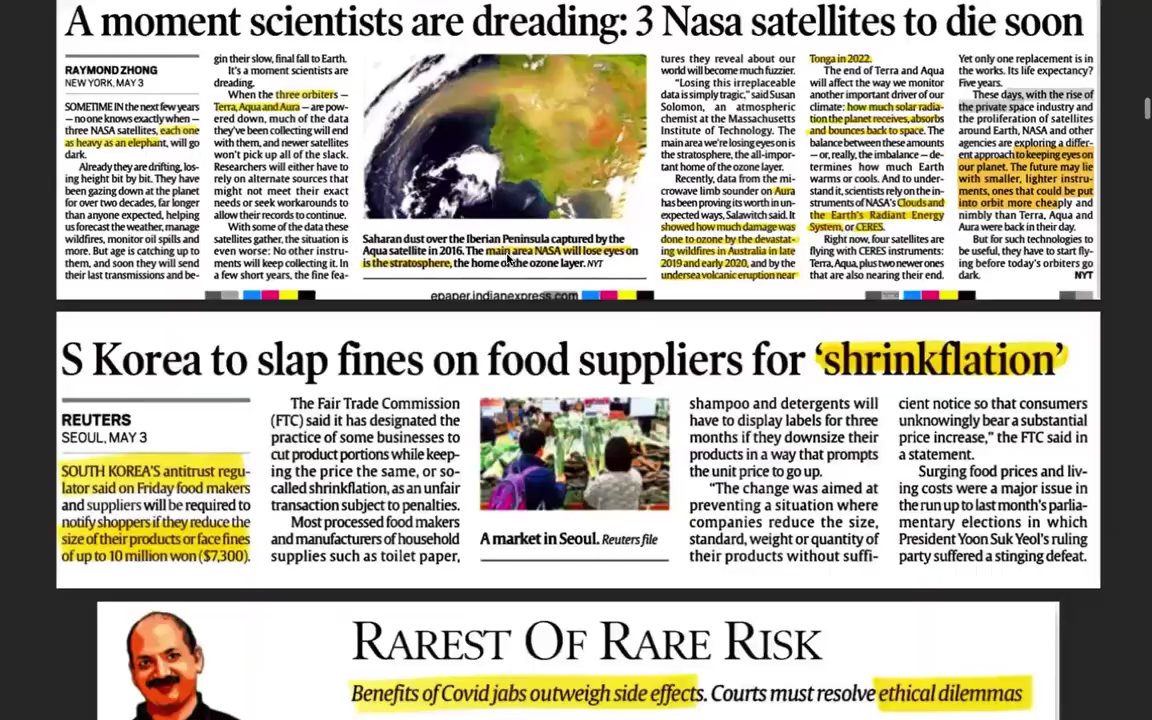 A moment scientists are dreading: 3 Nasa satellites to die soon
RAYMOND ZHONG
NEW YORK, MAY 3
SOMETIME IN the next few years
— no one knows exactly when —
three NASA satellites, each one
as heavy as an elephant, will go
dark.
Already they are drifting, los-
ing height bit by bit. They have
been gazing down at the planet
for over two decades, far longer
than anyone expected, helping
us forecast the weather, manage
wildfires, monitor oil spills and
more. But age is catching up to
them, and soon they will send
their last transmissions and be-
gin their slow, final fall to Earth.
It's a moment scientists are
dreading.
When the three orbiters —
Terra, Aqua and Aura — are pow-
ered down, much of the data
they've been collecting will end
with them, and newer satellites
won't pick up all of the slack.
Researchers will either have to
rely on alternate sources that
might not meet their exact
needs or seek workarounds to
allow their records to continue.
With some of the data these
satellites gather, the situation is
even worse: No other instru-
ments will keep collecting it. In
a few short years, the fine fea-
Saharan dust over the Iberian Peninsula captured by the
Aqua satellite in 2016. The main area NASA will lose eyes on
is the stratosphere, the home of the ozone layer. NYT
tures they reveal about our
world will become much fuzzier.
"Losing this irreplaceable
data is simply tragic," said Susan
Solomon, an atmospheric
chemist at the Massachusetts
Institute of Technology. The
main area we're losing eyes on is
the stratosphere, the all-impor-
tant home of the ozone layer.
Recently, data from the mi-
crowave limb sounder on Aura
has been proving its worth in un-
expected ways, Salawitch said. It
showed how much damage was
done to ozone by the devastat-
ing wildfires in Australia in late
2019 and early 2020, and by the
undersea volcanic eruption near
Tonga in 2022.
The end of Terra and Aqua
will affect the way we monitor
another important driver of our
climate: how much solar radia-
tion the planet receives, absorbs
and bounces back to space. The
balance between these amounts
— or, really, the imbalance — de-
termines how much Earth
warms or cools. And to under-
stand it, scientists rely on the in-
struments of NASA's Clouds and
the Earth's Radiant Energy
System, or CERES.
Right now, four satellites are
flying with CERES instruments:
Terra, Aqua, plus two newer ones
that are also nearing their end.
Yet only one replacement is in
the works. Its life expectancy?
Five years.
These days, with the rise of
the private space industry and
the proliferation of satellites
around Earth, NASA and other
agencies are exploring a differ-
ent approach to keeping eyes on
our planet. The future may lie
with smaller, lighter instru-
ments, ones that could be put
into orbit more cheaply and
nimbly than Terra, Aqua and
Aura were back in their day.
But for such technologies to
be useful, they have to start fly-
ing before today's orbiters go
dark. NYT
epaper.indianexpress.com
S Korea to slap fines on food suppliers for 'shrinkflation'
REUTERS
SEOUL, MAY 3
SOUTH KOREA'S antitrust regu-
lator said on Friday food makers
and suppliers will be required to
notify shoppers if they reduce the
size of their products or face fines
of up to 10 million won ($7,300).
The Fair Trade Commission
(FTC) said it has designated the
practice of some businesses to
cut product portions while keep-
ing the price the same, or so-
called shrinkflation, as an unfair
transaction subject to penalties.
Most processed food makers
and manufacturers of household
supplies such as toilet paper,
A market in Seoul. Reuters file
shampoo and detergents will
have to display labels for three
months if they downsize their
products in a way that prompts
the unit price to go up.
"The change was aimed at
preventing a situation where
companies reduce the size,
standard, weight or quantity of
their products without suffi-
cient notice so that consumers
unknowingly bear a substantial
price increase," the FTC said in
a statement.
Surging food prices and liv-
ing costs were a major issue in
the run up to last month's parlia-
mentary elections in which
President Yoon Suk Yeol's ruling
party suffered a stinging defeat.
RAREST OF RARE RISK
Benefits of Covid jabs outweigh side effects. Courts must resolve ethical dilemmas